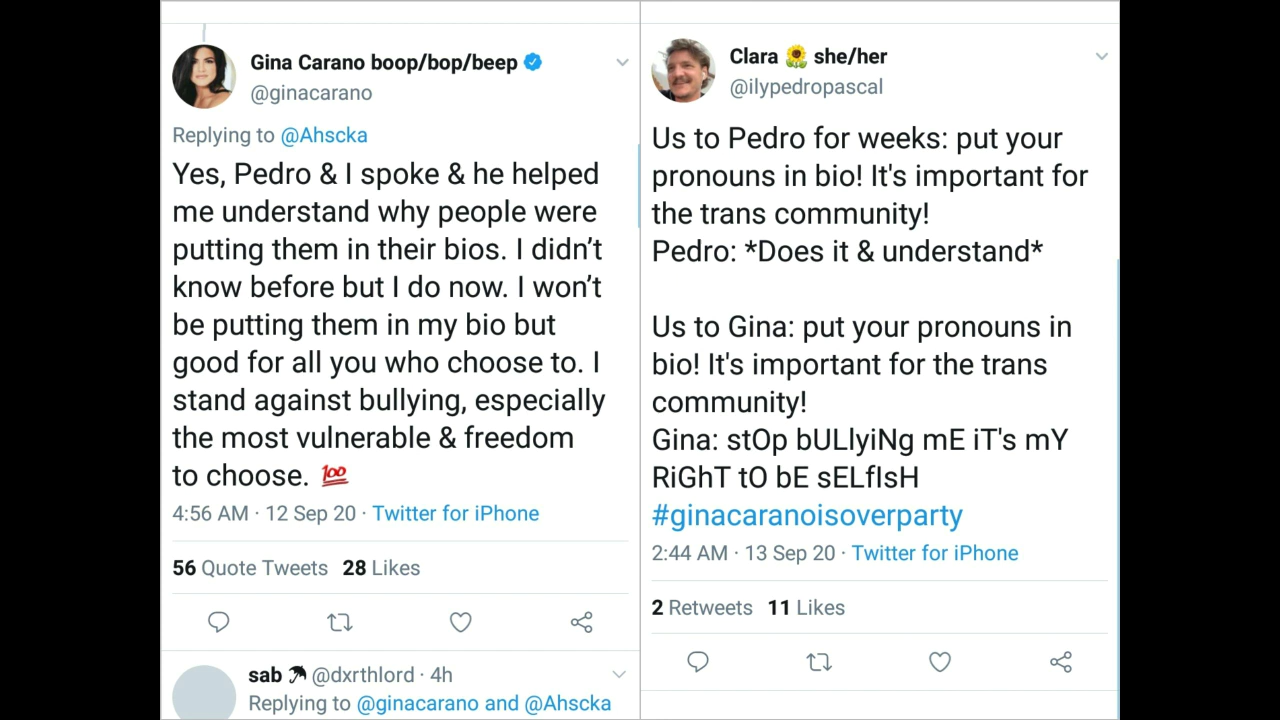 Gina Carano boop/bop/beep
@ginacarano
Replying to @Ahscka
Yes, Pedro & I spoke & he helped
me understand why people were
putting them in their bios. I didn’t
know before but I do now. I won’t
be putting them in my bio but
good for all you who choose to. I
stand against bullying, especially
the most vulnerable & freedom
to choose. 💯
4:56 AM · 12 Sep 20 · Twitter for iPhone
56 Quote Tweets 28 Likes
sab ☂ @dxrthlord · 4h
Replying to @ginacarano and @Ahscka
Clara 🌻 she/her
@ilypedropascal
Us to Pedro for weeks: put your
pronouns in bio! It's important for
the trans community!
Pedro: *Does it & understand*
Us to Gina: put your pronouns in
bio! It's important for the trans
community!
Gina: stOp bULlyiNg mE iT's mY
RiGhT tO bE sELfIsH
#ginacaranoisoverparty
2:44 AM · 13 Sep 20 · Twitter for iPhone
2 Retweets 11 Likes